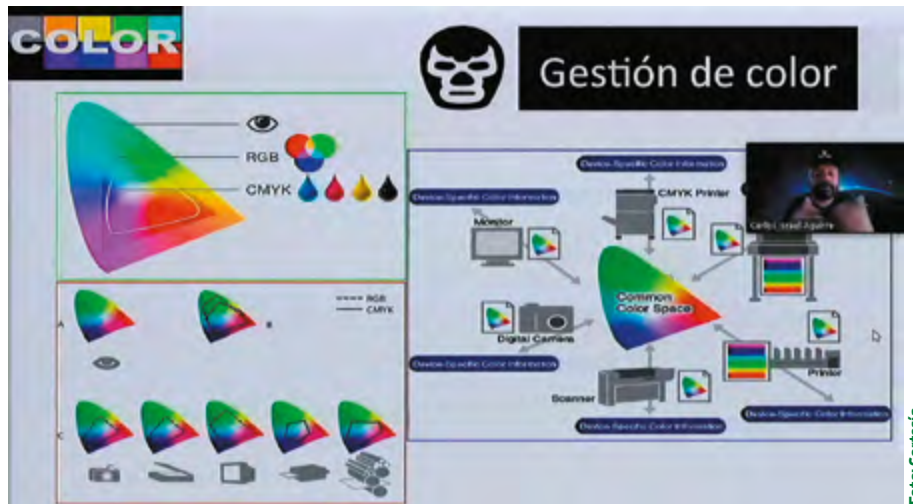 COLOR
Gestión de color
RGB
CMYK
Device-Specific Color Information
Device-Specific Color Information
CMYK Printer
Monitor
Common
Color Space
Digital Camera
Device-Specific Color Information
Scanner
Printer
Device-Specific Color Information
Device-Specific Color Information
RGB
CMYK
A
B
C